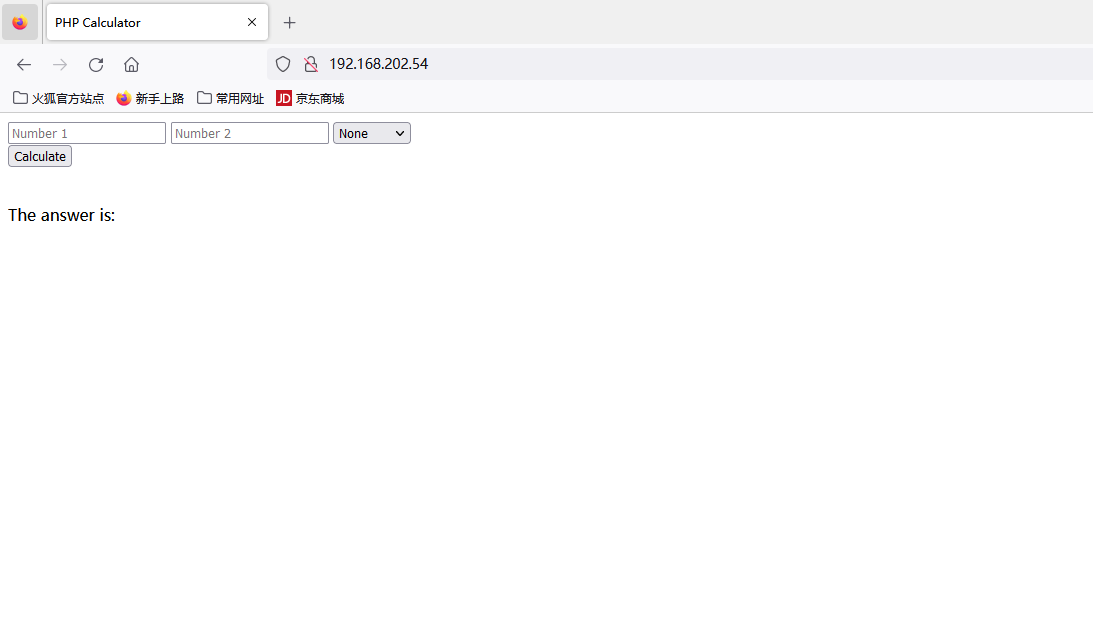 PHP Calculator
192.168.202.54
火狐官方站点 新手上路 常用网址 JD 京东商城
Number 1 Number 2 None
Calculate
The answer is: